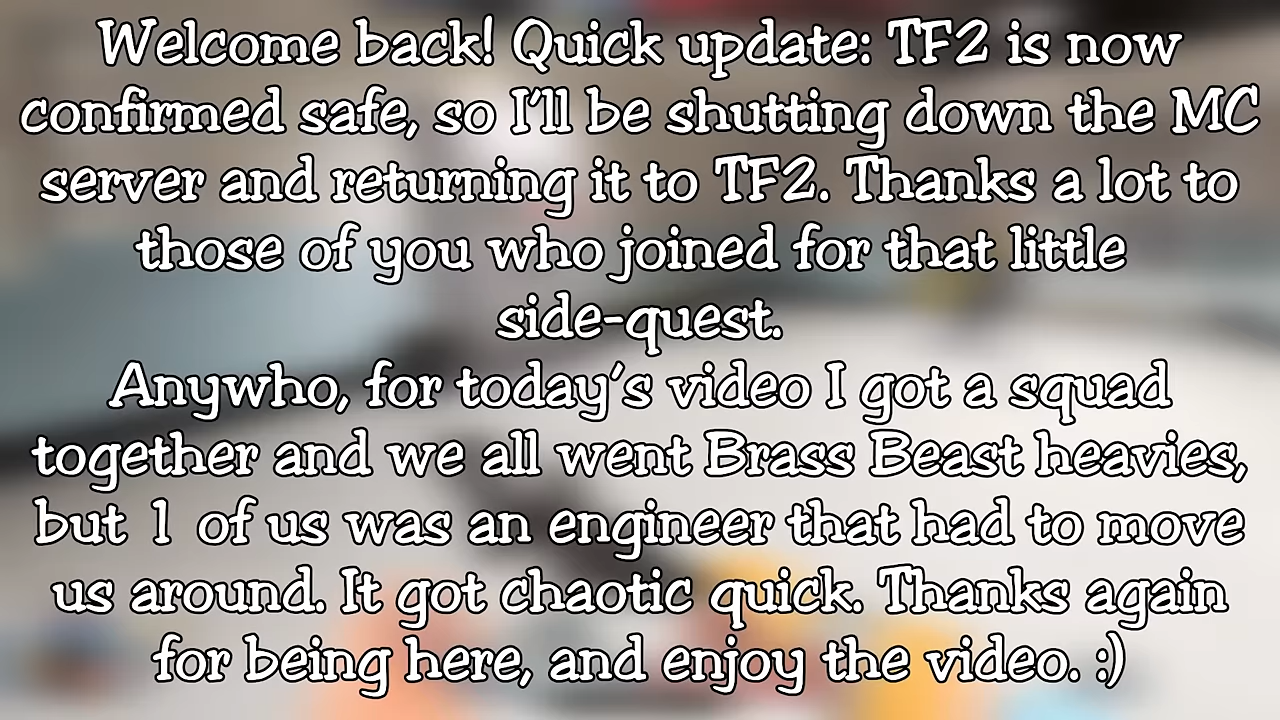 Welcome back! Quick update: TF2 is now
confirmed safe, so I'll be shutting down the MC
server and returning it to TF2. Thanks a lot to
those of you who joined for that little
side-quest.
Anywho, for today's video I got a squad
together and we all went Brass Beast heavies,
but 1 of us was an engineer that had to move
us around. It got chaotic quick. Thanks again
for being here, and enjoy the video. :)